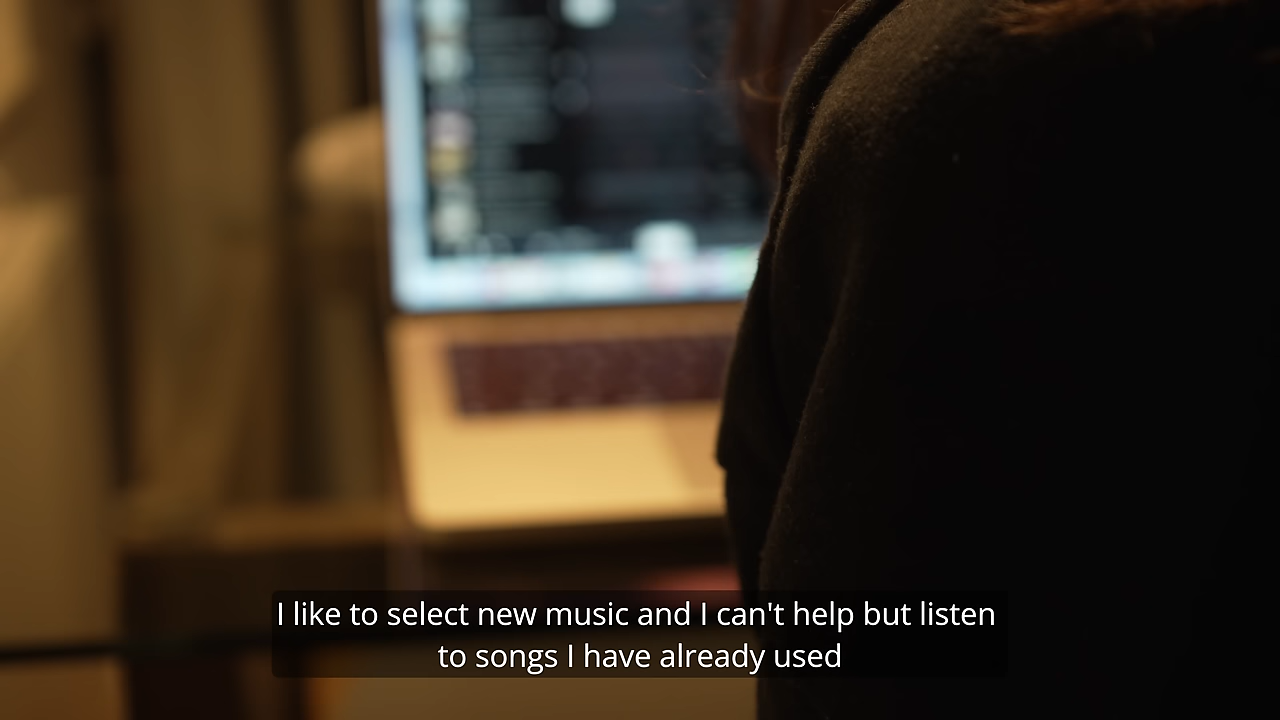 I like to select new music and I can't help but listen
to songs I have already used